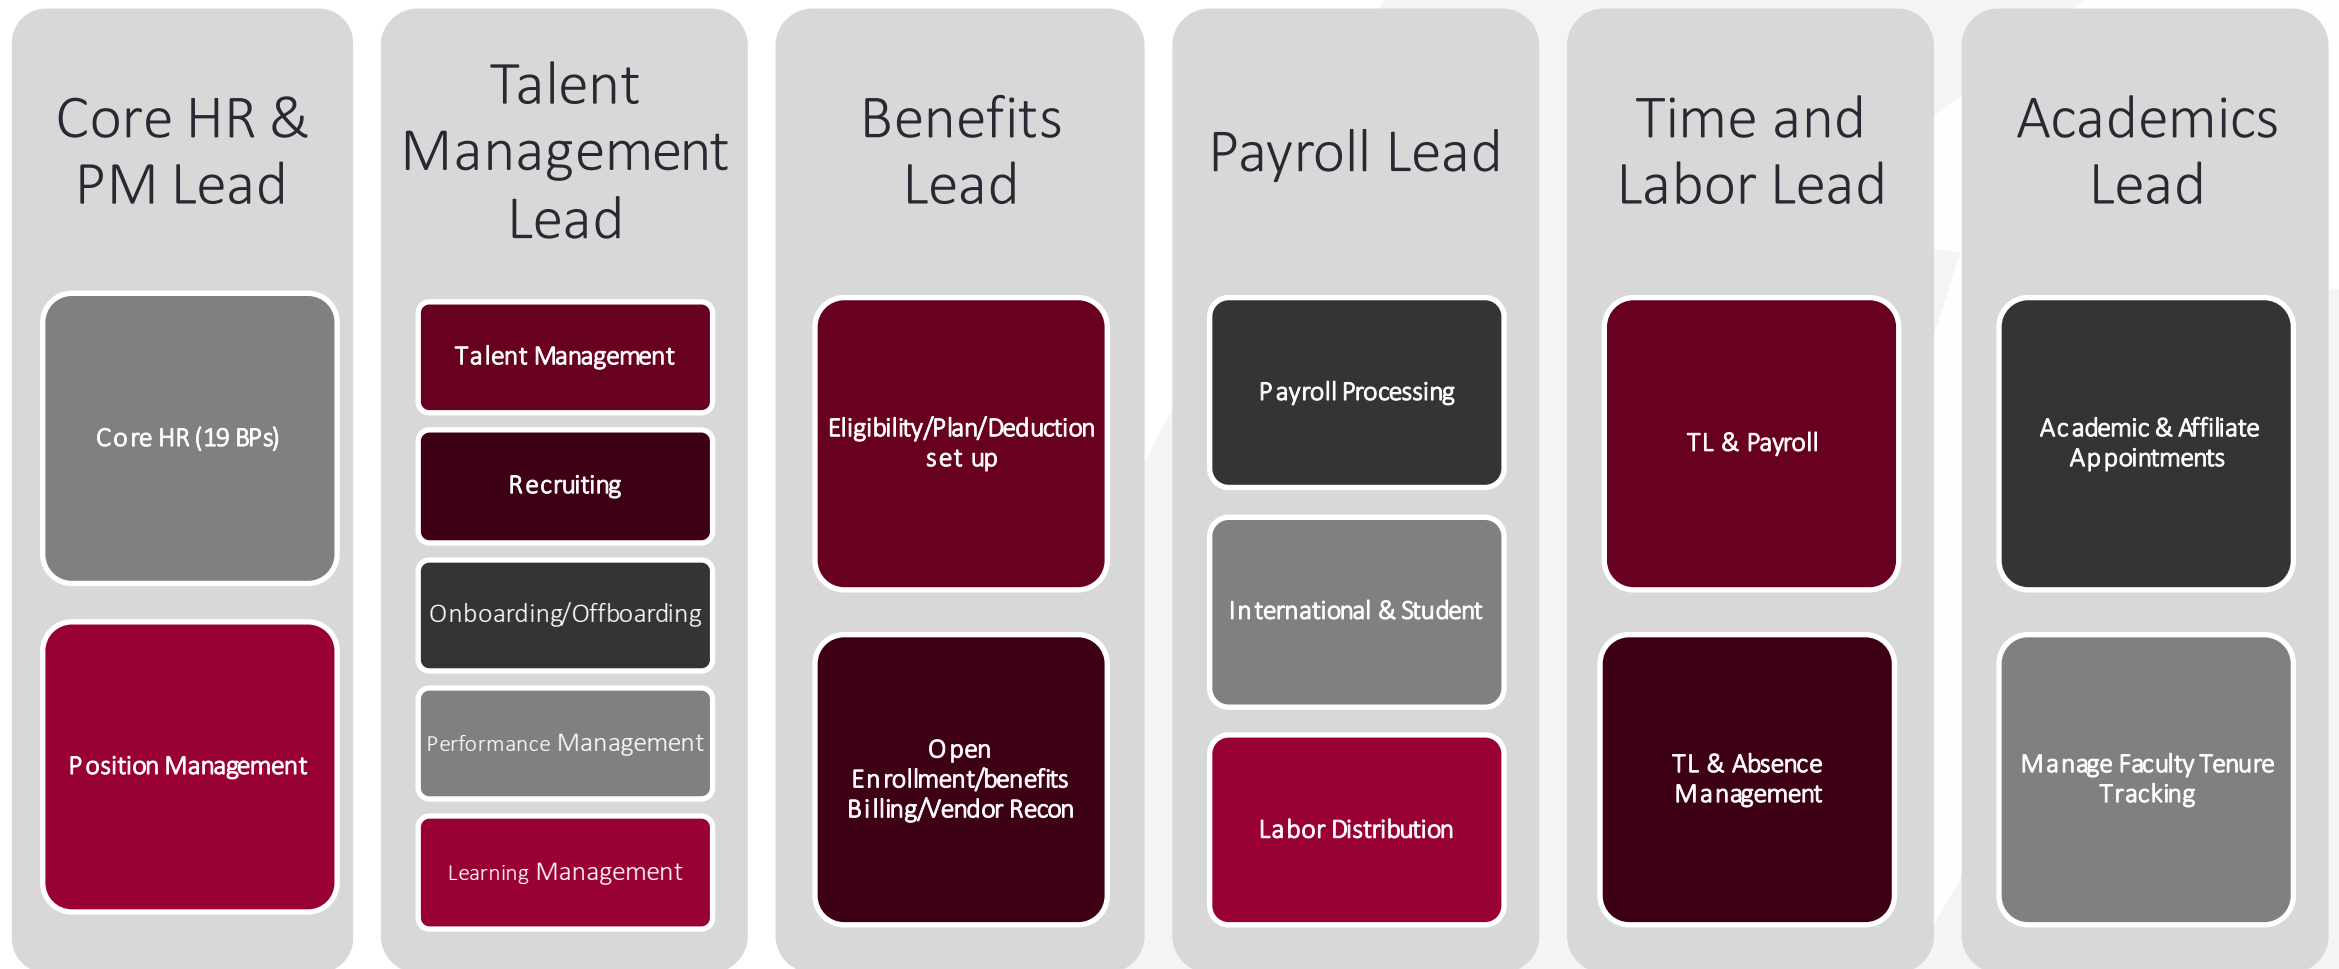 Core HR &
PM Lead
Core HR (19 BPs)
Position Management
Talent
Management
Lead
Talent Management
Recruiting
Onboarding/Offboarding
Performance Management
Learning Management
Benefits
Lead
Eligibility/Plan/Deduction
set up
Open
Enrollment/benefits
Billing/Vendor Recon
Payroll Lead
Payroll Processing
International & Student
Labor Distribution
Time and
Labor Lead
TL & Payroll
TL & Absence
Management
Academics
Lead
Academic & Affiliate
Appointments
Manage Faculty Tenure
Tracking